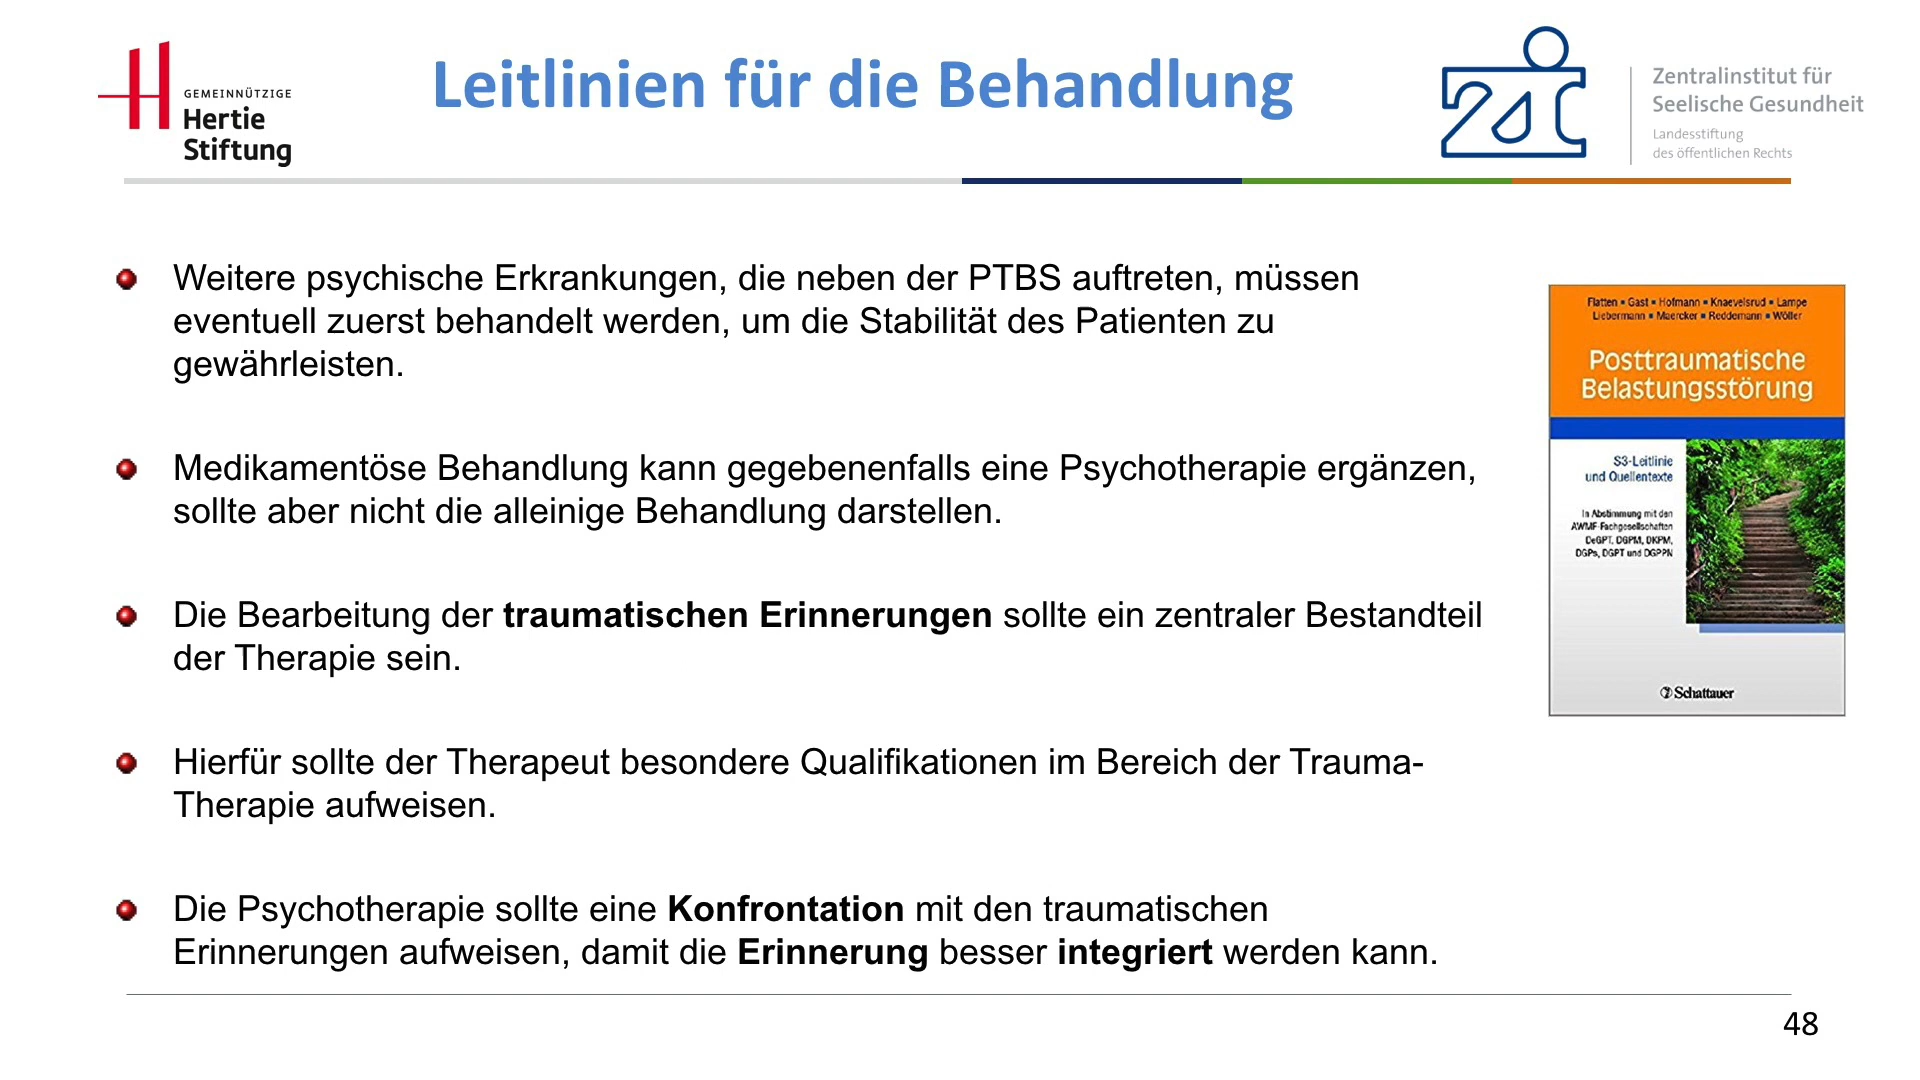 GEMEINNÜTZIGE
Hertie
Stiftung
Leitlinien für die Behandlung
Zentralinstitut für
Seelische Gesundheit
Landesstiftung
des öffentlichen Rechts
Weitere psychische Erkrankungen, die neben der PTBS auftreten, müssen
eventuell zuerst behandelt werden, um die Stabilität des Patienten zu
gewährleisten.
Medikamentöse Behandlung kann gegebenenfalls eine Psychotherapie ergänzen,
sollte aber nicht die alleinige Behandlung darstellen.
Die Bearbeitung der traumatischen Erinnerungen sollte ein zentraler Bestandteil
der Therapie sein.
Hierfür sollte der Therapeut besondere Qualifikationen im Bereich der Trauma-
Therapie aufweisen.
Die Psychotherapie sollte eine Konfrontation mit den traumatischen
Erinnerungen aufweisen, damit die Erinnerung besser integriert werden kann.
Flatten ▪ Gast ▪ Hofmann ▪ Knaevelsrud ▪ Lampe
Liebermann ▪ Maercker ▪ Reddemann ▪ Wöller
Posttraumatische
Belastungsstörung
S3-Leitlinie
und Quellentexte
In Abstimmung mit den
AWMF-Fachgesellschaften
DeGPT, DGPM, DKPM,
DGPs, DGPT und DGPPN
Schattauer
48